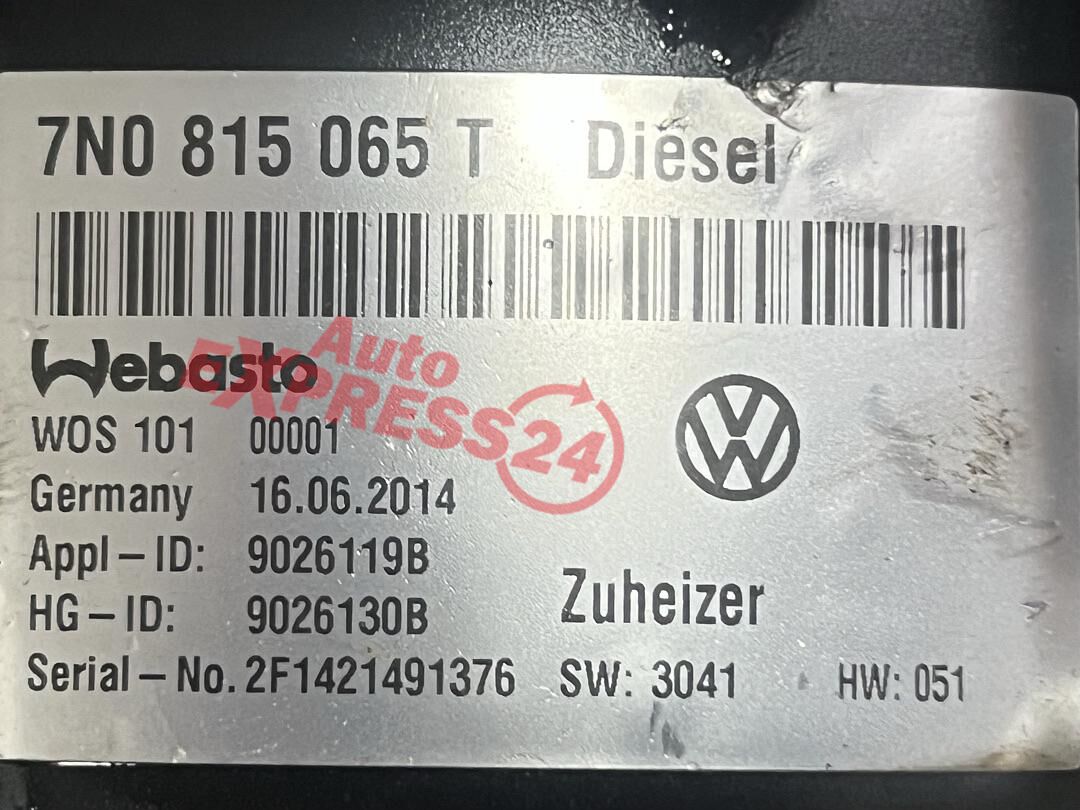 7N0 815 065 T Diesel
Webasto
Auto
EXPRESS24
WOS 101 00001
Germany 16.06.2014
Appl-ID: 9026119B
HG-ID: 9026130B
Zuheizer
Serial-No. 2F1421491376 SW: 3041 HW: 051
VW